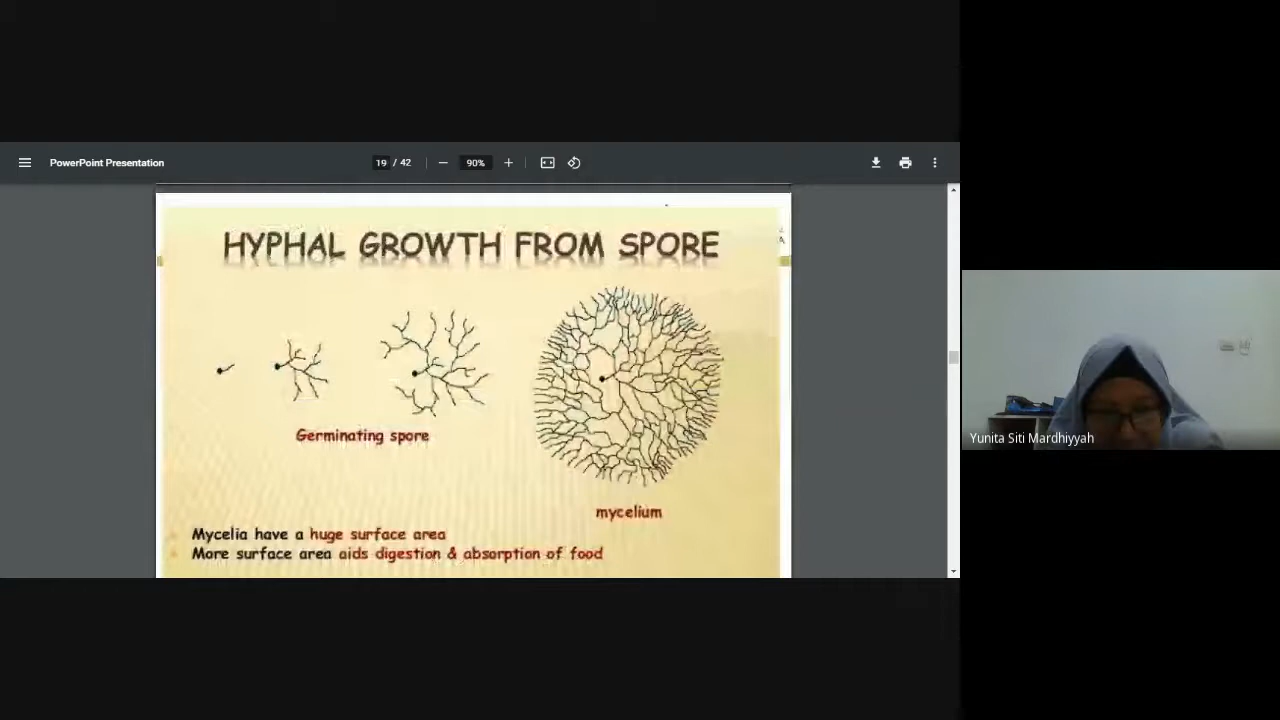 PowerPoint Presentation
19 / 42
90%
HYPHAL GROWTH FROM SPORE
Germinating spore
mycelium
Mycelia have a huge surface area
More surface area aids digestion & absorption of food
Yunita Siti Mardhiyyah